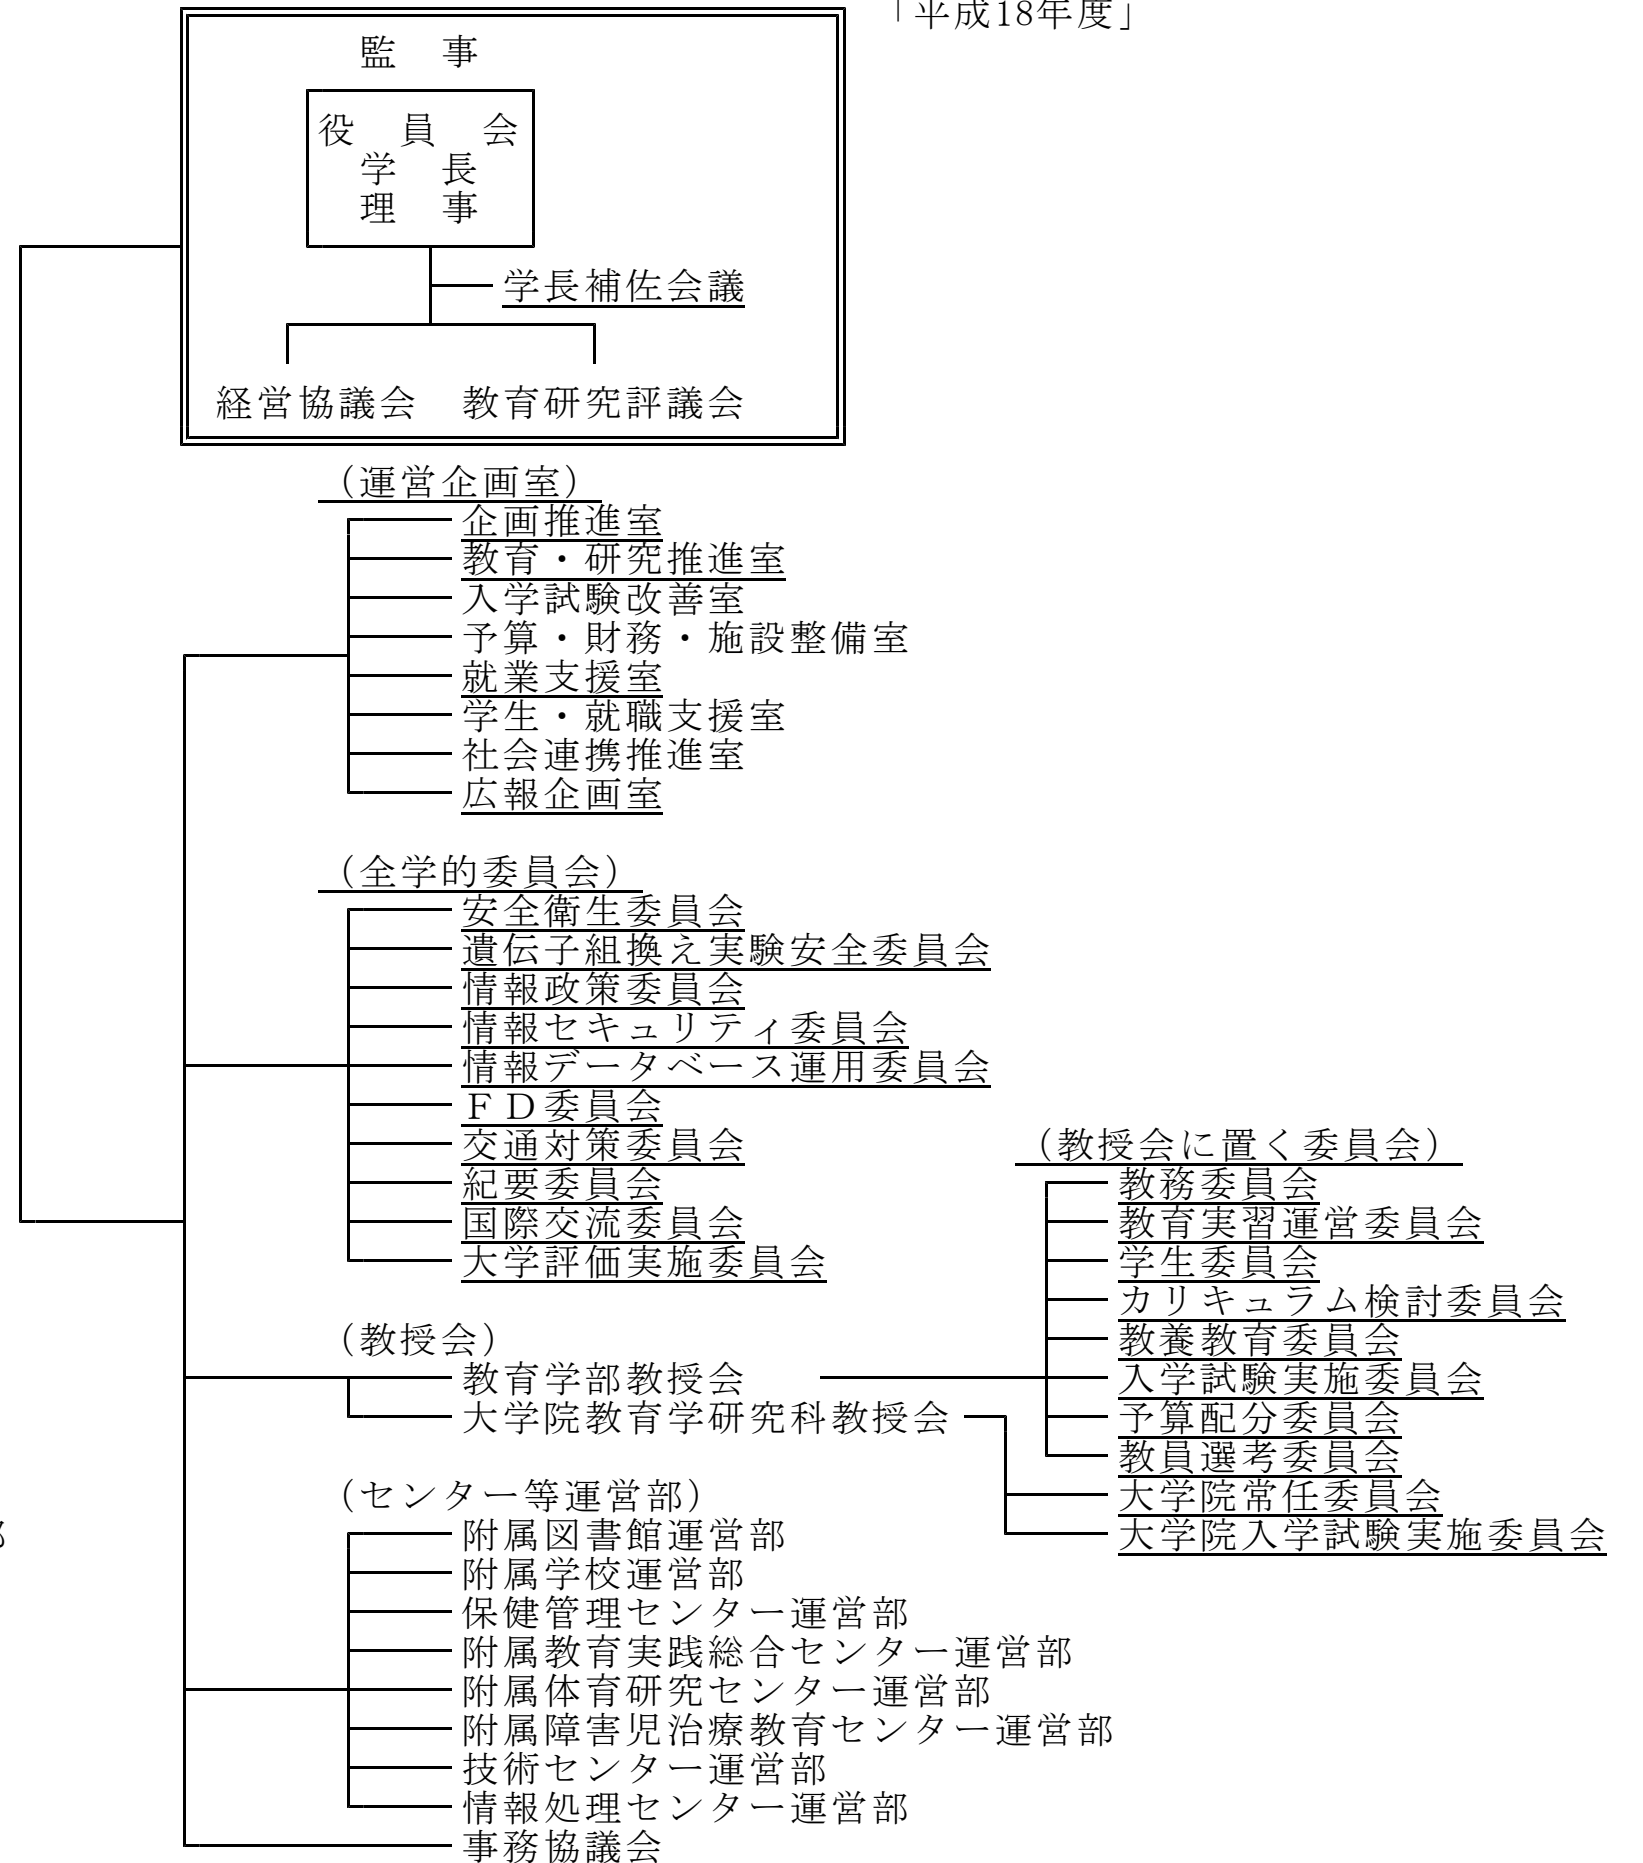 「平成18年度」
監　事
役　員　会
学　長
理　事
学長補佐会議
経営協議会　教育研究評議会
（運営企画室）
企画推進室
教育・研究推進室
入学試験改善室
予算・財務・施設整備室
就業支援室
学生・就職支援室
社会連携推進室
広報企画室
（全学的委員会）
安全衛生委員会
遺伝子組換え実験安全委員会
情報政策委員会
情報セキュリティ委員会
情報データベース運用委員会
ＦＤ委員会
交通対策委員会
紀要委員会
国際交流委員会
大学評価実施委員会
（教授会）
教育学部教授会
大学院教育学研究科教授会
（教授会に置く委員会）
教務委員会
教育実習運営委員会
学生委員会
カリキュラム検討委員会
教養教育委員会
入学試験実施委員会
予算配分委員会
教員選考委員会
大学院常任委員会
大学院入学試験実施委員会
（センター等運営部）
附属図書館運営部
附属学校運営部
保健管理センター運営部
附属教育実践総合センター運営部
附属体育研究センター運営部
附属障害児治療教育センター運営部
技術センター運営部
情報処理センター運営部
事務協議会